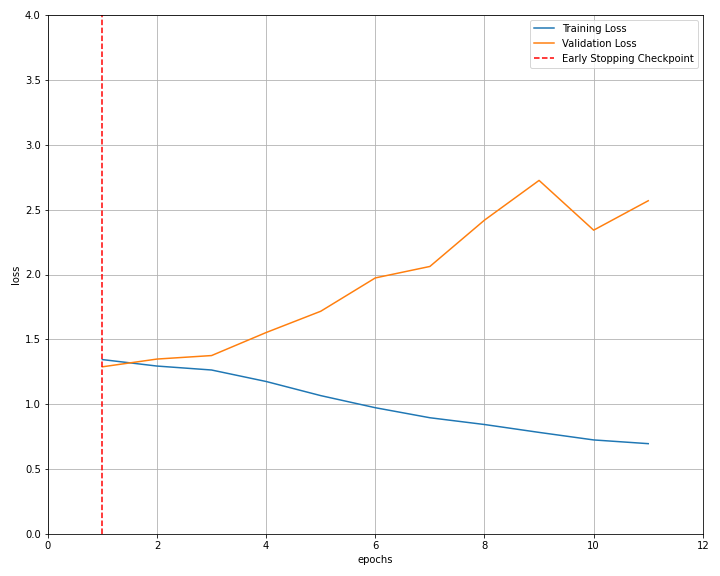 Training Loss
Validation Loss
Early Stopping Checkpoint
4.0
3.5
3.0
2.5
2.0
1.5
1.0
0.5
0.0
loss
0 2 4 6 8 10 12
epochs